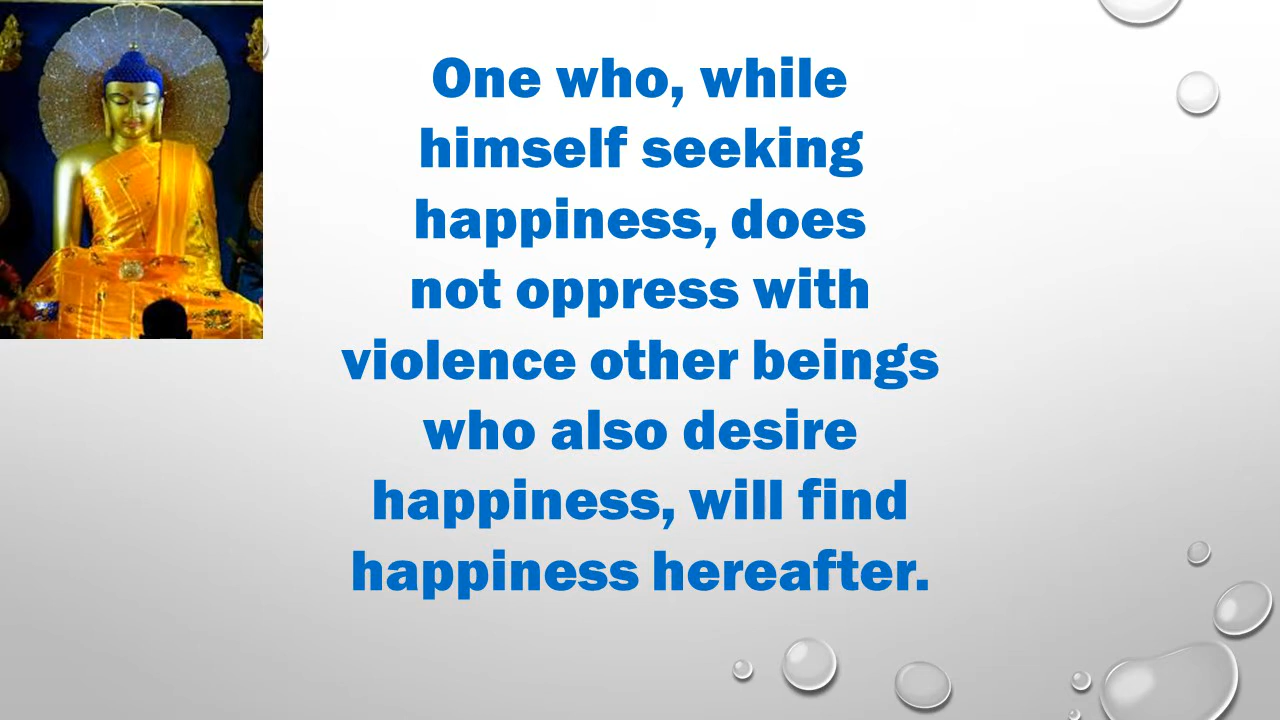 One who, while
himself seeking
happiness, does
not oppress with
violence other beings
who also desire
happiness, will find
happiness hereafter.